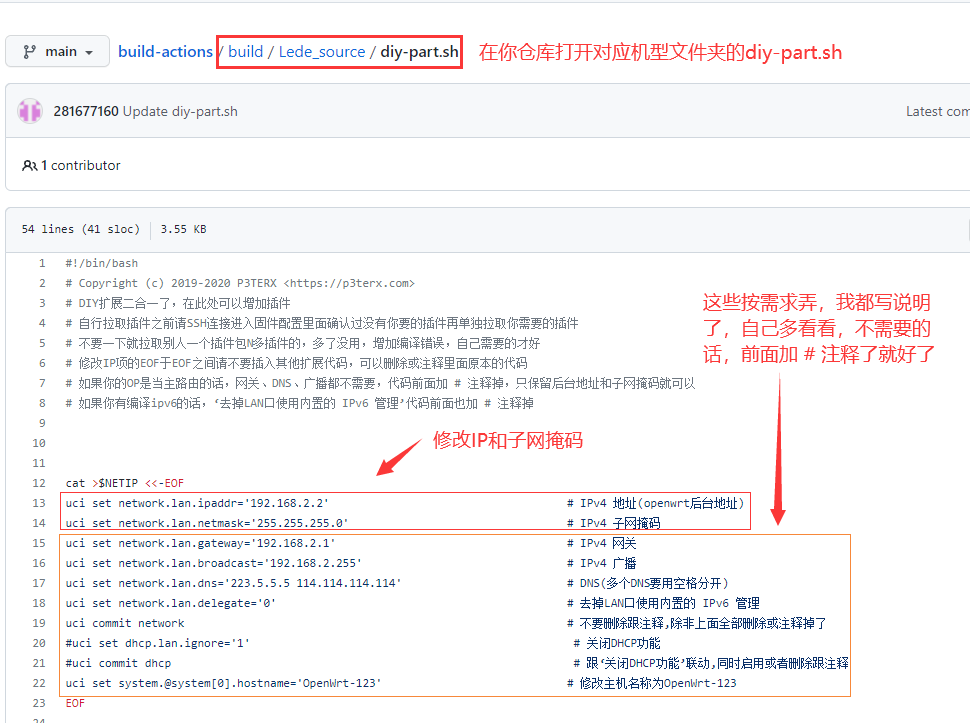 main
build-actions / build / Lede_source / diy-part.sh
在你仓库打开对应机型文件夹的diy-part.sh
281677160 Update diy-part.sh
Latest com
1 contributor
54 lines (41 sloc) 3.55 KB
1 #!/bin/bash
2 # Copyright (c) 2019-2020 P3TERX <https://p3terx.com>
3 # DIY扩展二合一了，在此处可以增加插件
4 # 自行拉取插件之前请SSH连接进入固件配置里面确认过没有你要的插件再单独拉取你需要的插件
5 # 不要一下就拉取别人一个插件包N多插件的，多了没用，增加编译错误，自己需要的才好
6 # 修改IP项的EOF于EOF之间请不要插入其他扩展代码，可以删除或注释里面原本的代码
7 # 如果你的OP是当主路由的话，网关、DNS、广播都不需要，代码前面加 # 注释掉，只保留后台地址和子网掩码就可以
8 # 如果你有编译ipv6的话，‘去掉LAN口使用内置的 IPv6 管理’代码前面也加 # 注释掉
这些按需求弄，我都写说明
了，自己多看看，不需要的
话，前面加 # 注释了就好了
9
10
修改IP和子网掩码
11
12 cat >$NETIP <<-EOF
13 uci set network.lan.ipaddr='192.168.2.2' # IPv4 地址(openwrt后台地址)
14 uci set network.lan.netmask='255.255.255.0' # IPv4 子网掩码
15 uci set network.lan.gateway='192.168.2.1' # IPv4 网关
16 uci set network.lan.broadcast='192.168.2.255' # IPv4 广播
17 uci set network.lan.dns='223.5.5.5 114.114.114.114' # DNS(多个DNS要用空格分开)
18 uci set network.lan.delegate='0' # 去掉LAN口使用内置的 IPv6 管理
19 uci commit network # 不要删除跟注释,除非上面全部删除或注释掉了
20 #uci set dhcp.lan.ignore='1' # 关闭DHCP功能
21 #uci commit dhcp # 跟‘关闭DHCP功能’联动,同时启用或者删除跟注释
22 uci set system.@system[0].hostname='OpenWrt-123' # 修改主机名称为OpenWrt-123
23 EOF
24